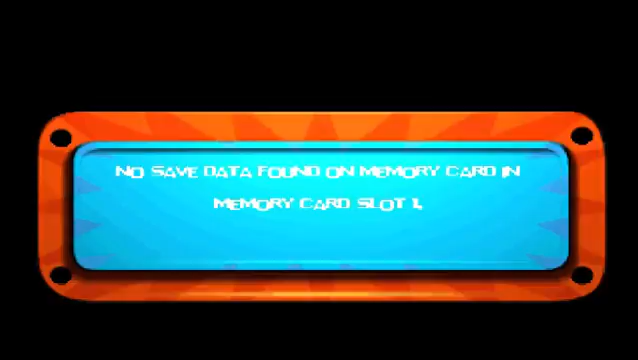 NO SAVE DATA FOUND ON MEMORY CARD IN
MEMORY CARD SLOT 1.